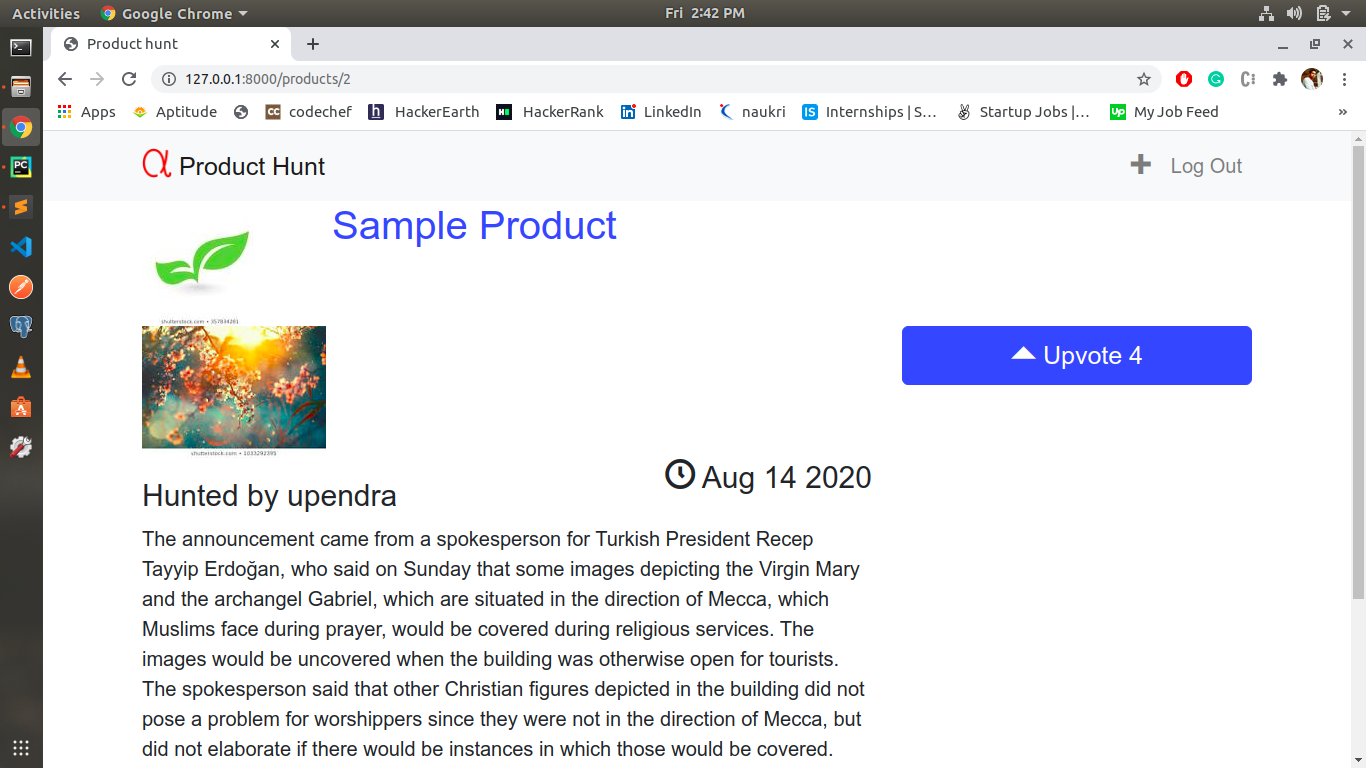 Activities Google Chrome Fri 2:42 PM
Product hunt
127.0.0.1:8000/products/2
Apps Aptitude codechef HackerEarth HackerRank LinkedIn naukri Internships | S… Startup Jobs |… My Job Feed »
Product Hunt Log Out
Sample Product
shutterstock.com • 357834281
Upvote 4
shutterstock.com • 1033292395
Aug 14 2020
Hunted by upendra
The announcement came from a spokesperson for Turkish President Recep
Tayyip Erdoğan, who said on Sunday that some images depicting the Virgin Mary
and the archangel Gabriel, which are situated in the direction of Mecca, which
Muslims face during prayer, would be covered during religious services. The
images would be uncovered when the building was otherwise open for tourists.
The spokesperson said that other Christian figures depicted in the building did not
pose a problem for worshippers since they were not in the direction of Mecca, but
did not elaborate if there would be instances in which those would be covered.